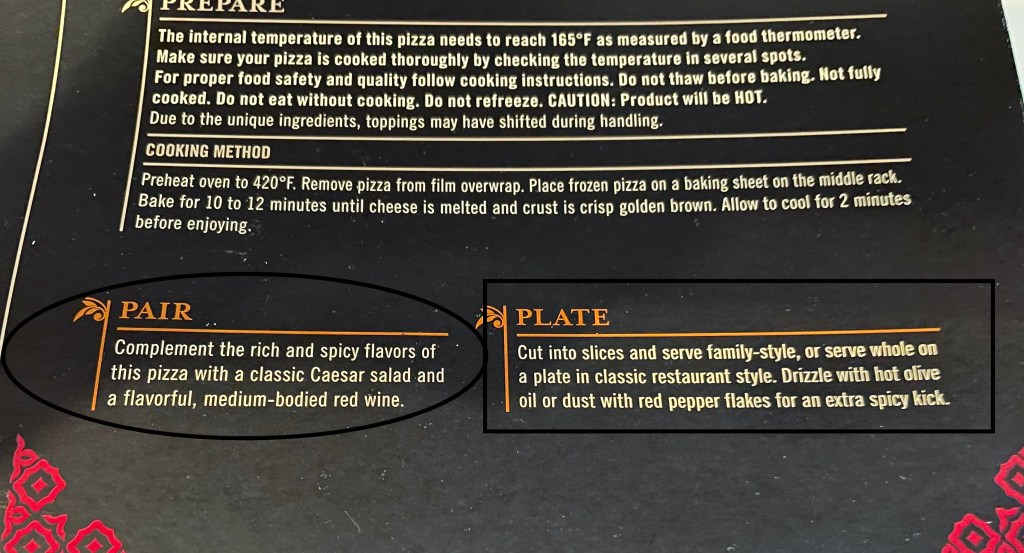 PREPARE
The internal temperature of this pizza needs to reach 165°F as measured by a food thermometer.
Make sure your pizza is cooked thoroughly by checking the temperature in several spots.
For proper food safety and quality follow cooking instructions. Do not thaw before baking. Not fully
cooked. Do not eat without cooking. Do not refreeze. CAUTION: Product will be HOT.
Due to the unique ingredients, toppings may have shifted during handling.
COOKING METHOD
Preheat oven to 420°F. Remove pizza from film overwrap. Place frozen pizza on a baking sheet on the middle rack.
Bake for 10 to 12 minutes until cheese is melted and crust is crisp golden brown. Allow to cool for 2 minutes
before enjoying.
PAIR
Complement the rich and spicy flavors of
this pizza with a classic Caesar salad and
a flavorful, medium-bodied red wine.
PLATE
Cut into slices and serve family-style, or serve whole on
a plate in classic restaurant style. Drizzle with hot olive
oil or dust with red pepper flakes for an extra spicy kick.